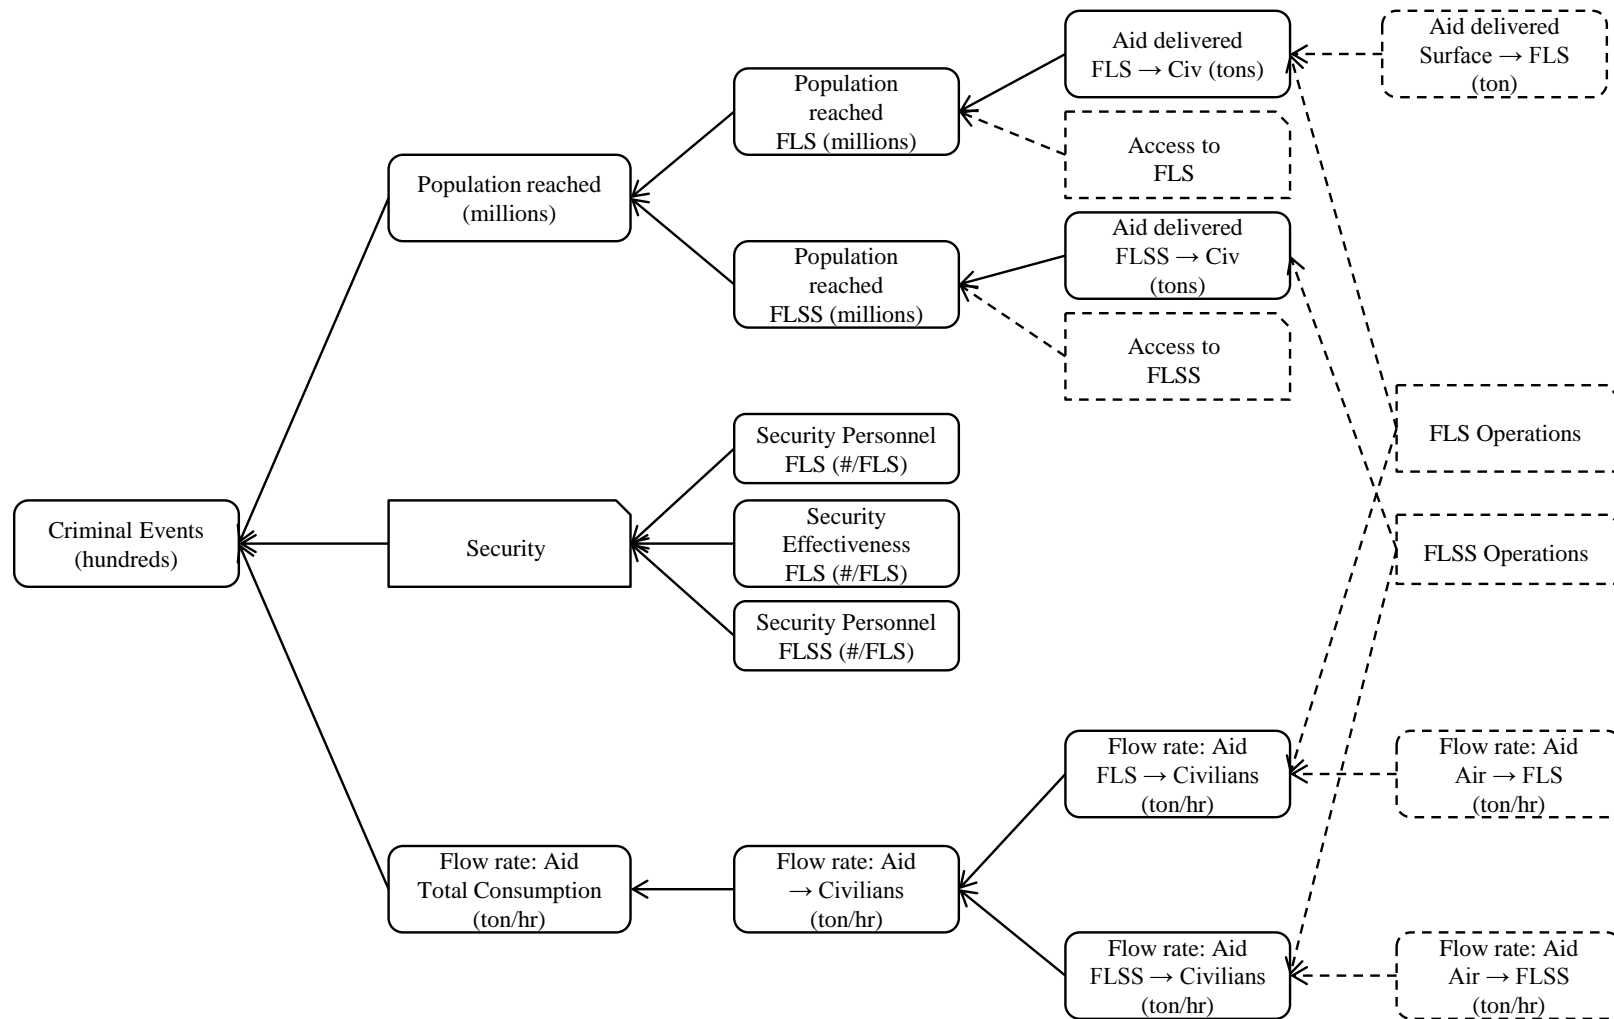 Aid delivered
FLS → Civ (tons)
Aid delivered
Surface → FLS
(ton)
Population
reached
FLS (millions)
Access to
FLS
Population reached
(millions)
Aid delivered
FLSS → Civ
(tons)
Population
reached
FLSS (millions)
Access to
FLSS
FLS Operations
Security Personnel
FLS (#/FLS)
Criminal Events
(hundreds)
Security
Security
Effectiveness
FLS (#/FLS)
FLSS Operations
Security Personnel
FLSS (#/FLS)
Flow rate: Aid
FLS → Civilians
(ton/hr)
Flow rate: Aid
Air → FLS
(ton/hr)
Flow rate: Aid
Total Consumption
(ton/hr)
Flow rate: Aid
→ Civilians
(ton/hr)
Flow rate: Aid
FLSS → Civilians
(ton/hr)
Flow rate: Aid
Air → FLSS
(ton/hr)